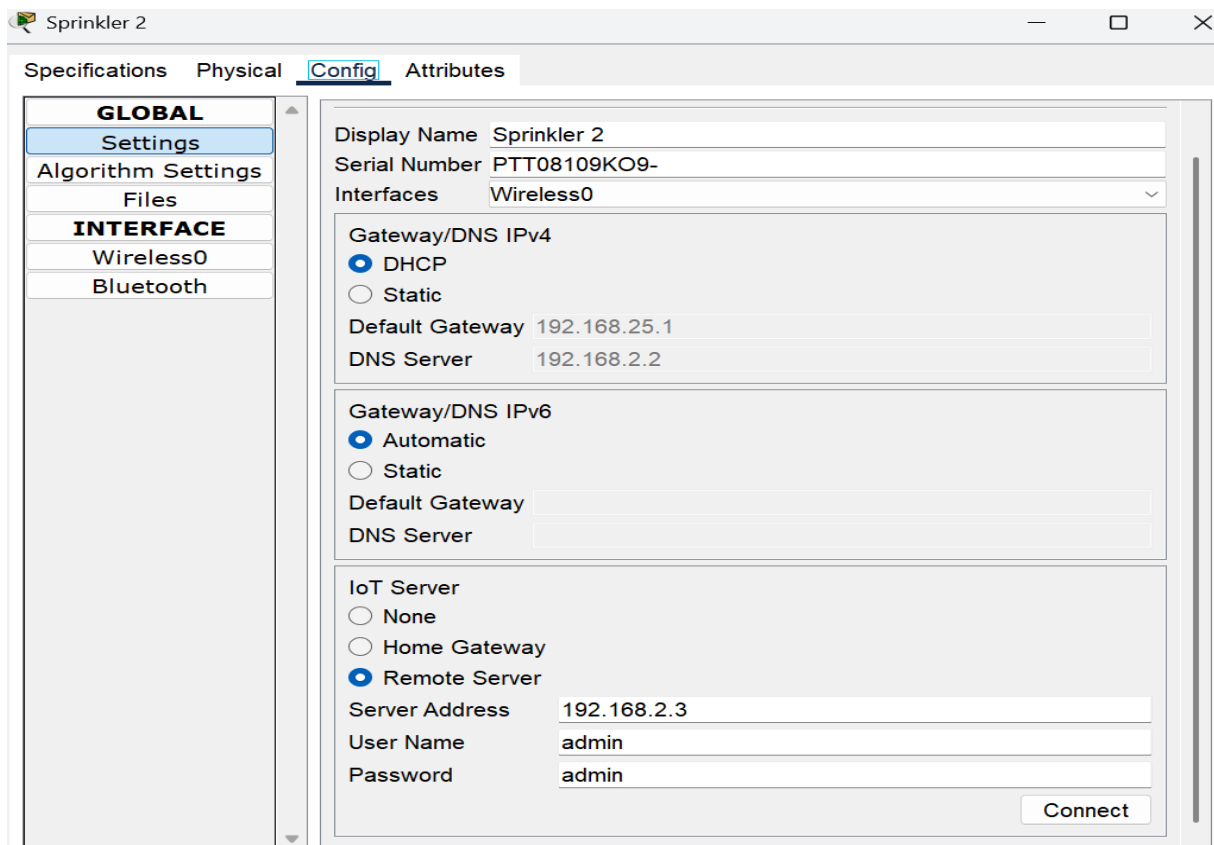 Sprinkler 2
Specifications Physical Config Attributes
GLOBAL
Settings
Algorithm Settings
Files
INTERFACE
Wireless0
Bluetooth
Display Name Sprinkler 2
Serial Number PTT08109KO9-
Interfaces Wireless0
Gateway/DNS IPv4
DHCP
Static
Default Gateway 192.168.25.1
DNS Server 192.168.2.2
Gateway/DNS IPv6
Automatic
Static
Default Gateway
DNS Server
IoT Server
None
Home Gateway
Remote Server
Server Address 192.168.2.3
User Name admin
Password admin
Connect